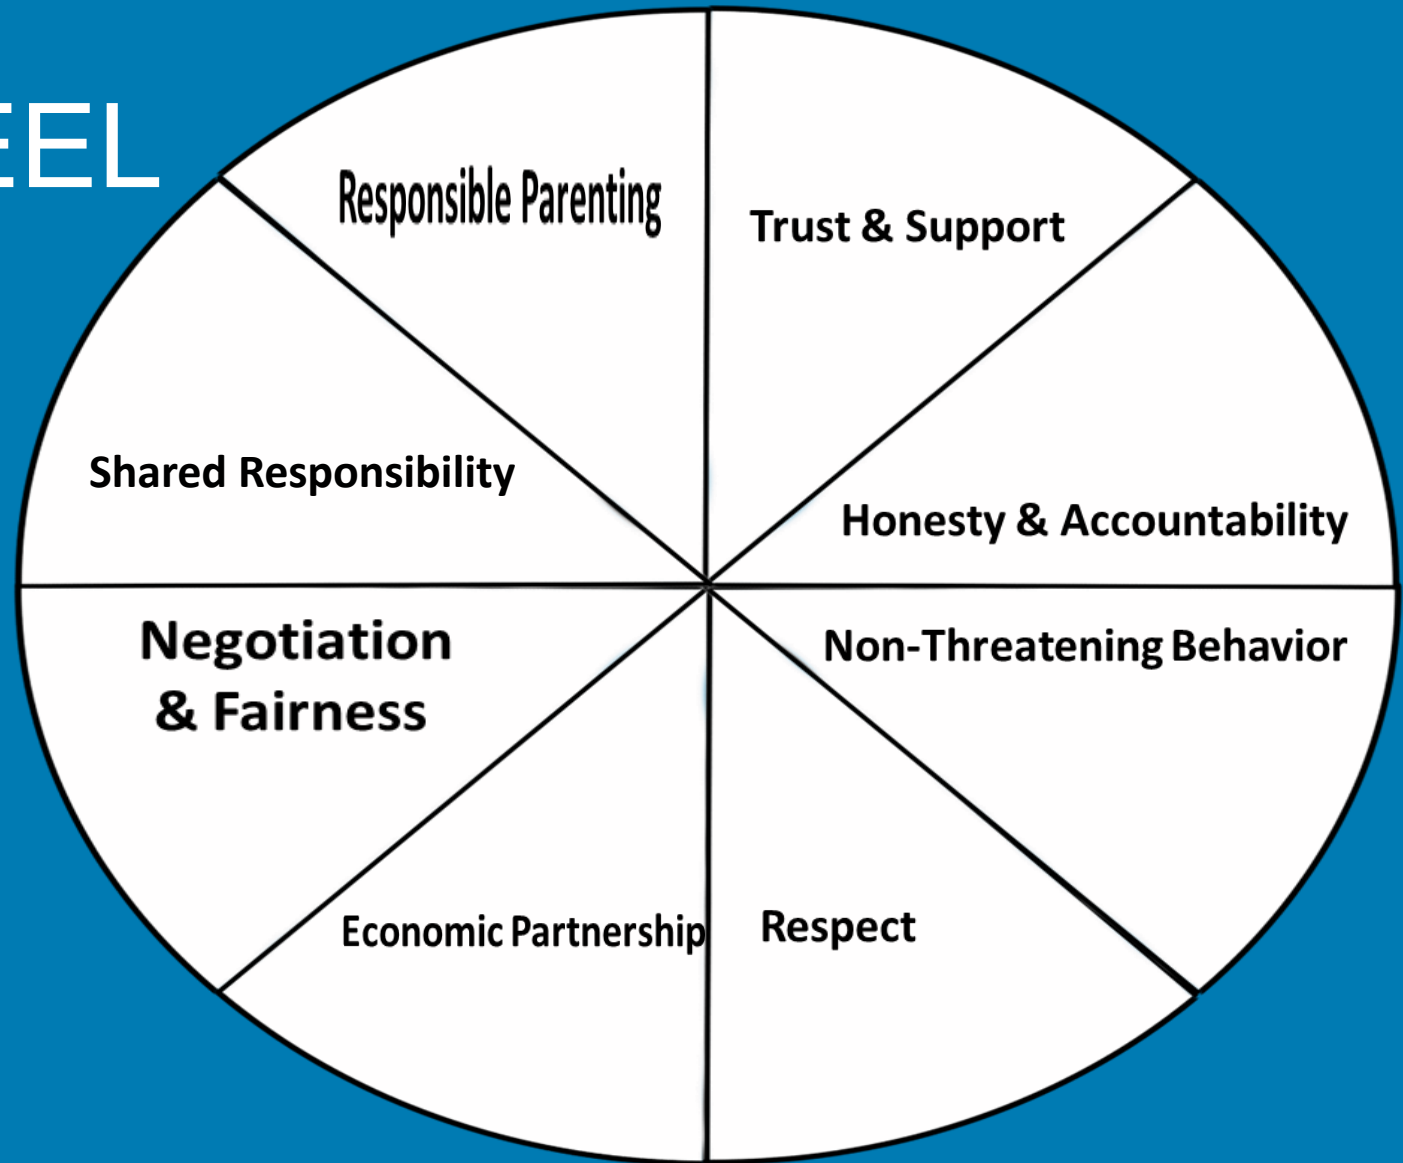 EEL
Responsible Parenting
Trust & Support
Shared Responsibility
Honesty & Accountability
Negotiation
& Fairness
Non-Threatening Behavior
Economic Partnership
Respect